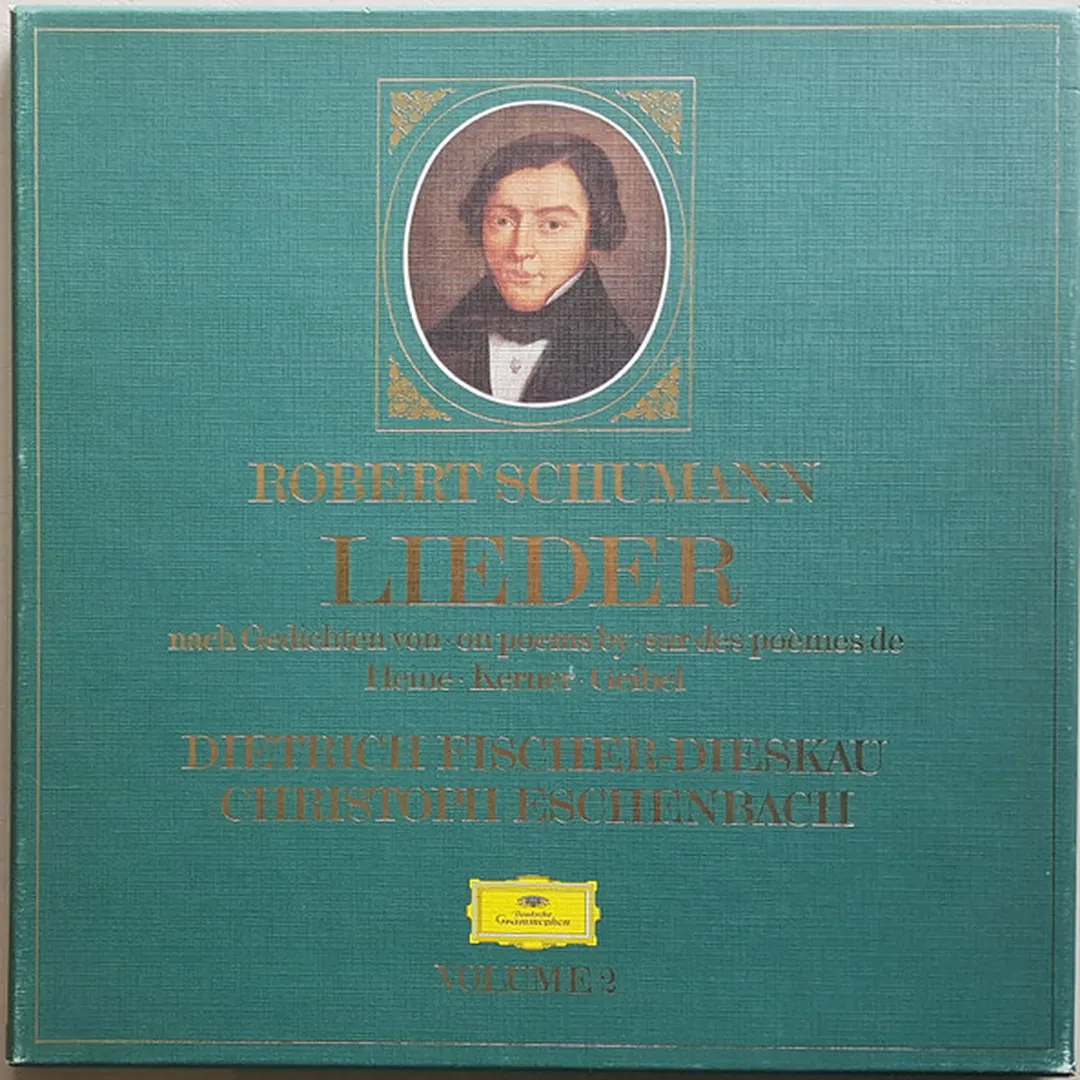 ROBERT SCHUMANN
LIEDER
nach Gedichten von · on poems by · sur des poèmes de
Heine · Kerner · Geibel
DIETRICH FISCHER-DIESKAU
CHRISTOPH ESCHENBACH
Deutsche
Grammophon
VOLUME 2